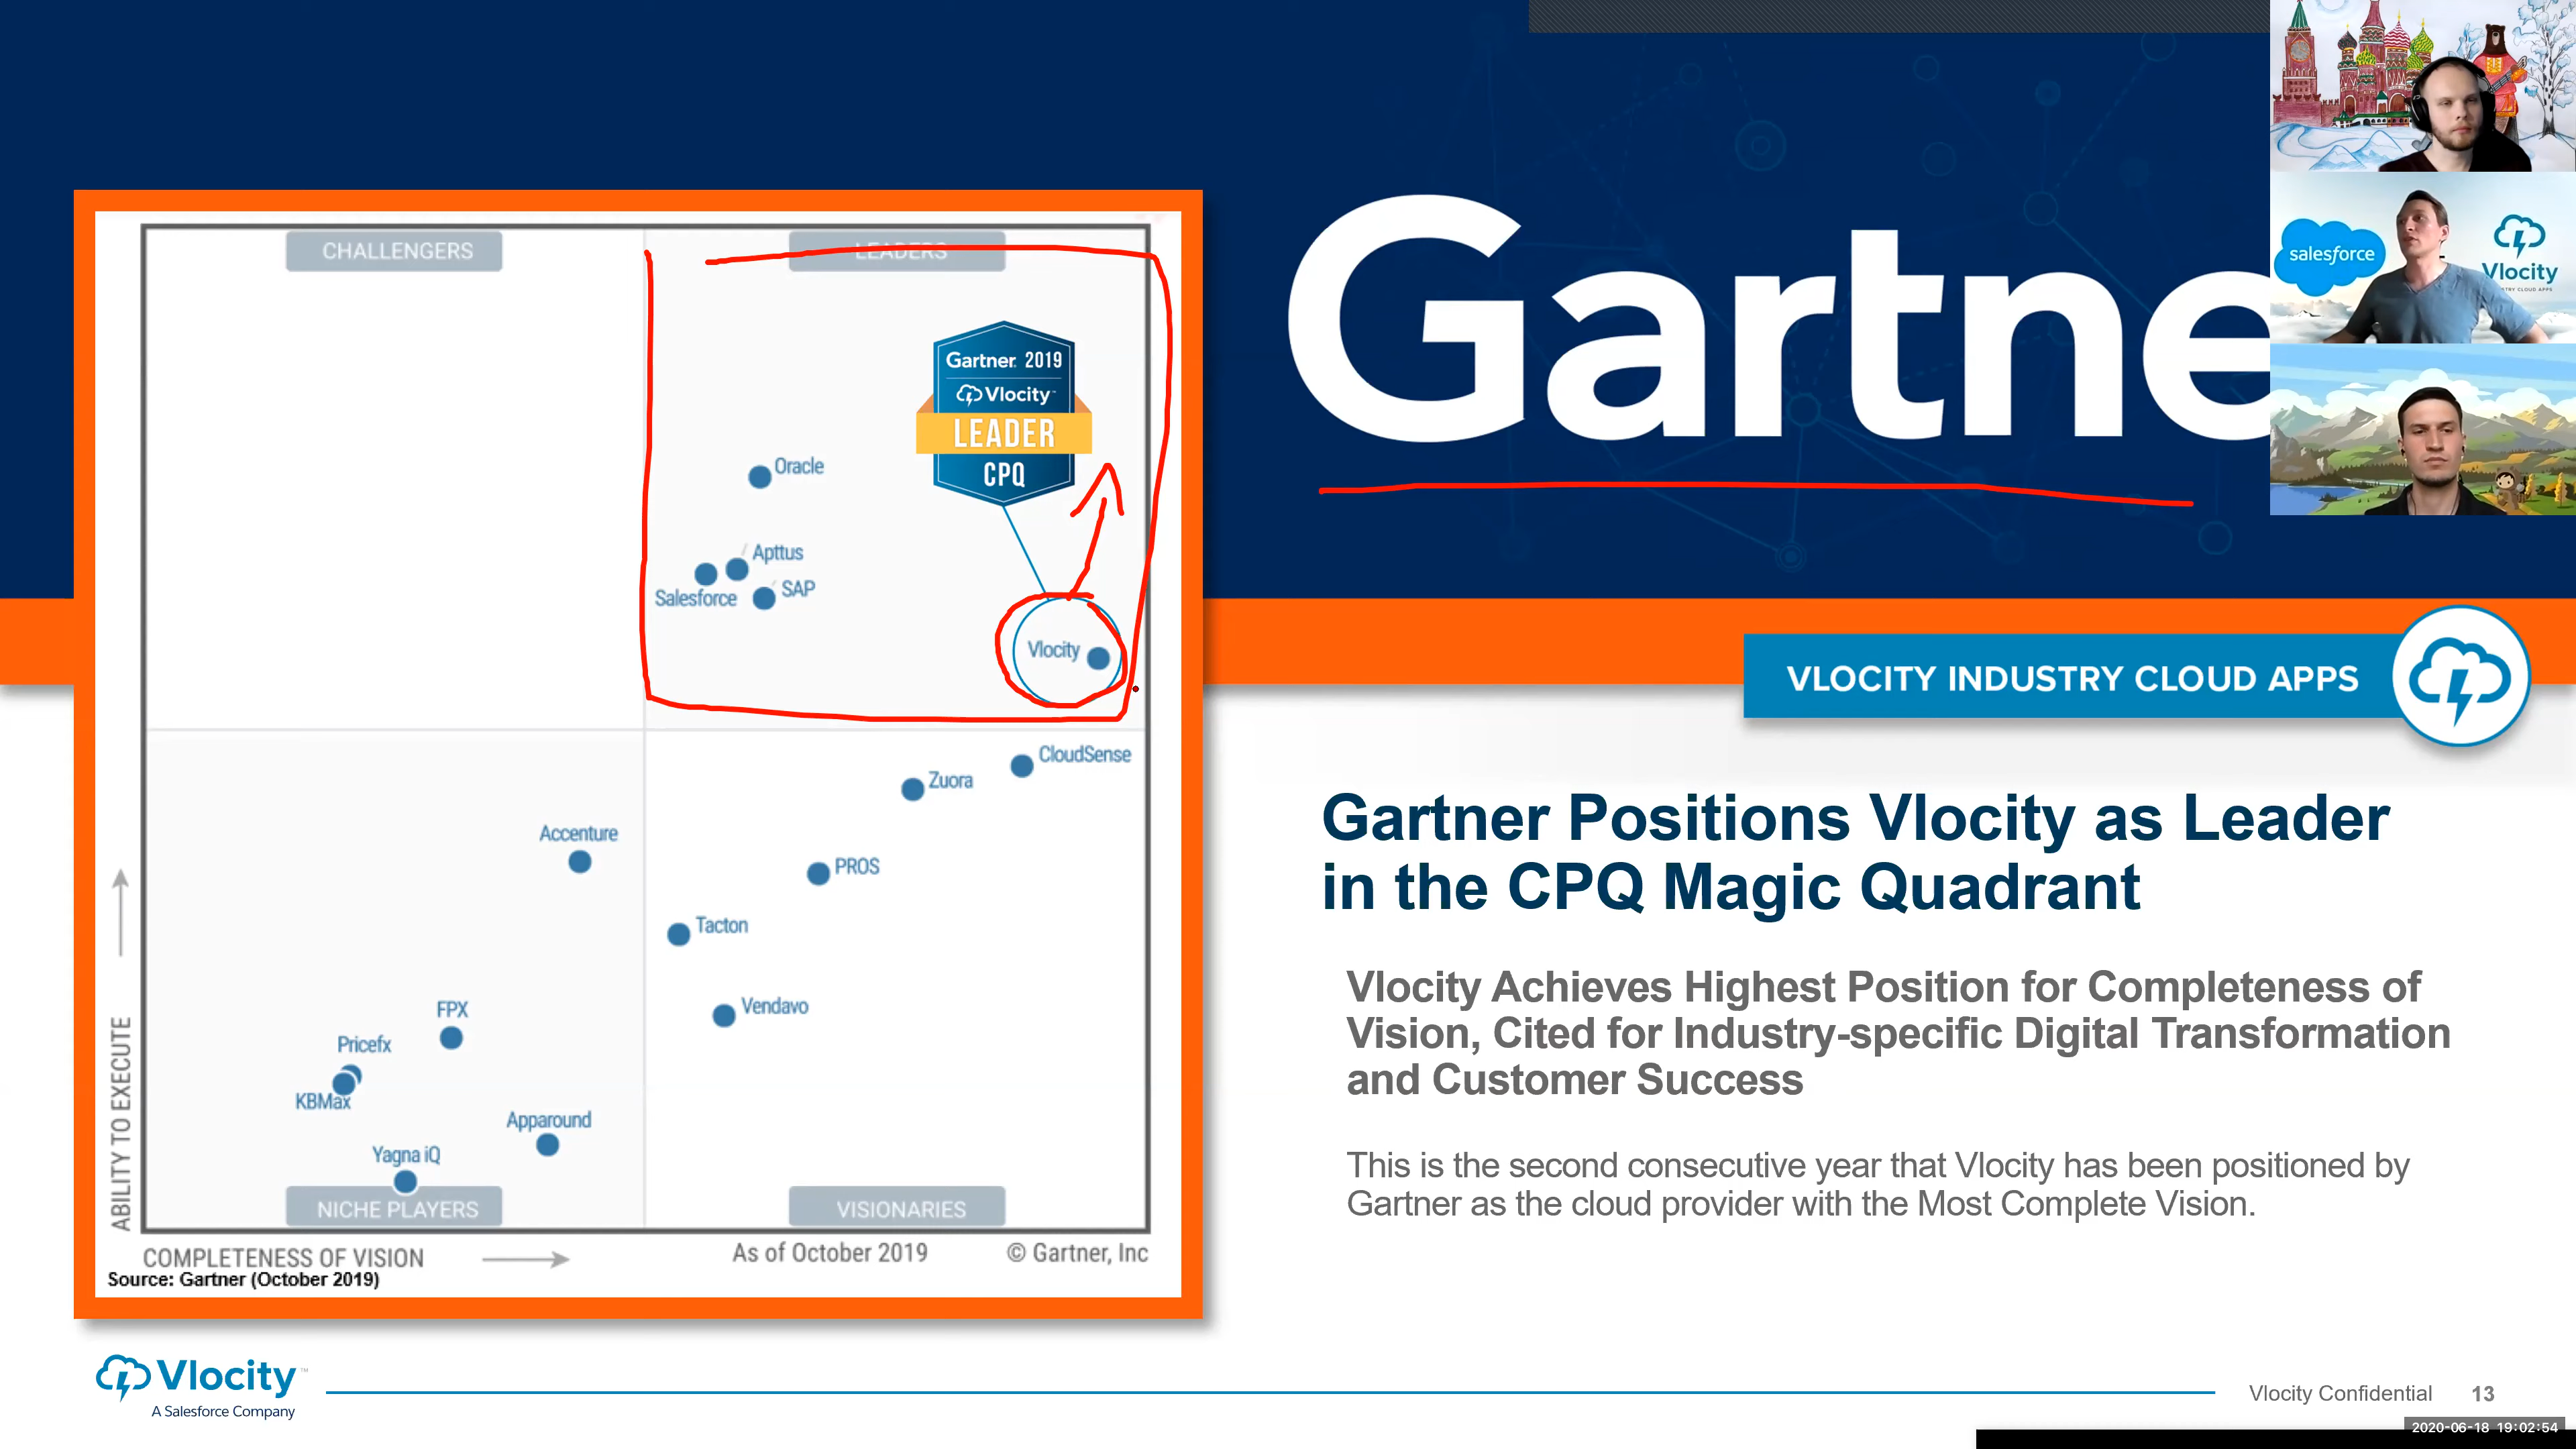 CHALLENGERS
LEADERS
Gartner 2019
Vlocity
LEADER
CPQ
Oracle
Apttus
SAP
Salesforce
Vlocity
CloudSense
Zuora
Accenture
PROS
Tacton
Vendavo
FPX
Pricefx
KBMax
Apparound
Yagna iQ
NICHE PLAYERS
VISIONARIES
ABILITY TO EXECUTE
COMPLETENESS OF VISION
As of October 2019
© Gartner, Inc
Source: Gartner (October 2019)
Gartne
salesforce
Vlocity
VLOCITY INDUSTRY CLOUD APPS
Gartner Positions Vlocity as Leader
in the CPQ Magic Quadrant
Vlocity Achieves Highest Position for Completeness of
Vision, Cited for Industry-specific Digital Transformation
and Customer Success
This is the second consecutive year that Vlocity has been positioned by
Gartner as the cloud provider with the Most Complete Vision.
Vlocity™
A Salesforce Company
Vlocity Confidential
13
2020-06-18 19:02:54